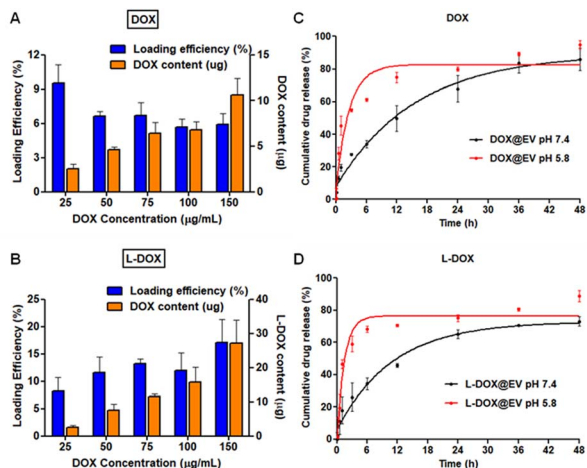 A
DOX
Loading efficiency (%)
DOX content (ug)
Loading Efficiency (%)
12
9
6
3
0
15
10
5
0
DOX content (ug)
25 50 75 100 150
DOX Concentration (μg/mL)
B
L-DOX
Loading efficiency (%)
DOX content (ug)
Loading Efficiency (%)
25
20
15
10
5
0
40
30
20
10
0
L-DOX content (ug)
25 50 75 100 150
DOX Concentration (μg/mL)
C
DOX
Cumulative drug release (%)
100
80
60
40
20
0
DOX@EV pH 7.4
DOX@EV pH 5.8
0 6 12 18 24 30 36 42 48
Time (h)
D
L-DOX
Cumulative drug release (%)
100
80
60
40
20
0
L-DOX@EV pH 7.4
L-DOX@EV pH 5.8
0 6 12 18 24 30 36 42 48
Time (h)